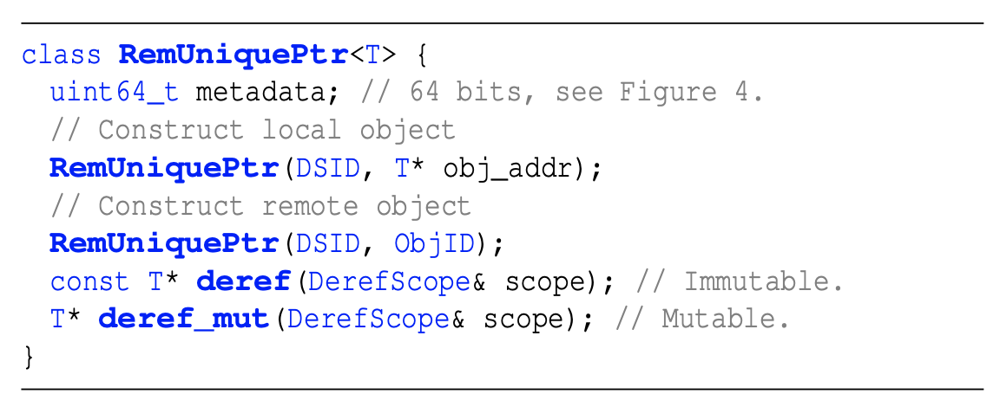 class RemUniquePtr<T> {
uint64_t metadata; // 64 bits, see Figure 4.
// Construct local object
RemUniquePtr(DSID, T* obj_addr);
// Construct remote object
RemUniquePtr(DSID, ObjID);
const T* deref(DerefScope& scope); // Immutable.
T* deref_mut(DerefScope& scope); // Mutable.
}